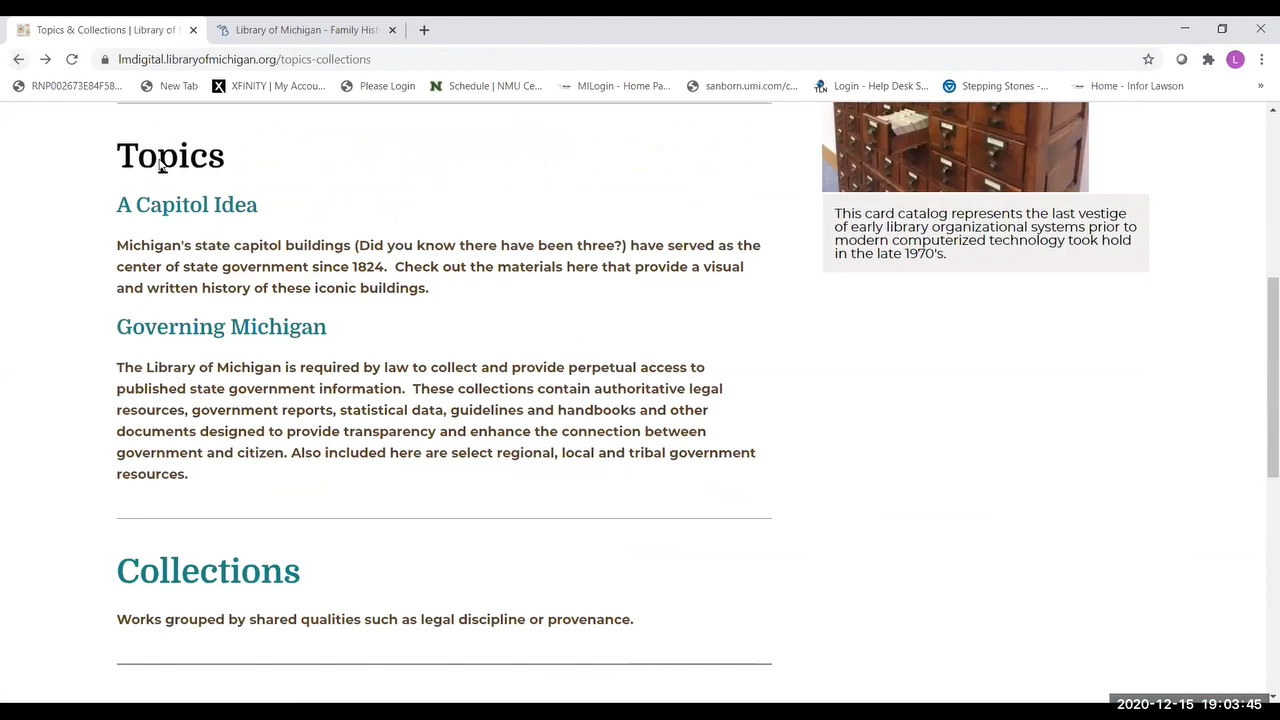 Topics & Collections | Library of
Library of Michigan - Family Hist
lmdigital.libraryofmichigan.org/topics-collections
L
RNP002673E84F58...
New Tab
XFINITY | My Accou...
Please Login
Schedule | NMU Ce...
MILogin - Home Pa...
sanborn.umi.com/c...
Login - Help Desk S...
Stepping Stones -...
Home - Infor Lawson
»
Topics
A Capitol Idea
Michigan's state capitol buildings (Did you know there have been three?) have served as the
center of state government since 1824.  Check out the materials here that provide a visual
and written history of these iconic buildings.
Governing Michigan
The Library of Michigan is required by law to collect and provide perpetual access to
published state government information.  These collections contain authoritative legal
resources, government reports, statistical data, guidelines and handbooks and other
documents designed to provide transparency and enhance the connection between
government and citizen. Also included here are select regional, local and tribal government
resources.
Collections
Works grouped by shared qualities such as legal discipline or provenance.
This card catalog represents the last vestige
of early library organizational systems prior to
modern computerized technology took hold
in the late 1970's.
2020-12-15 19:03:45